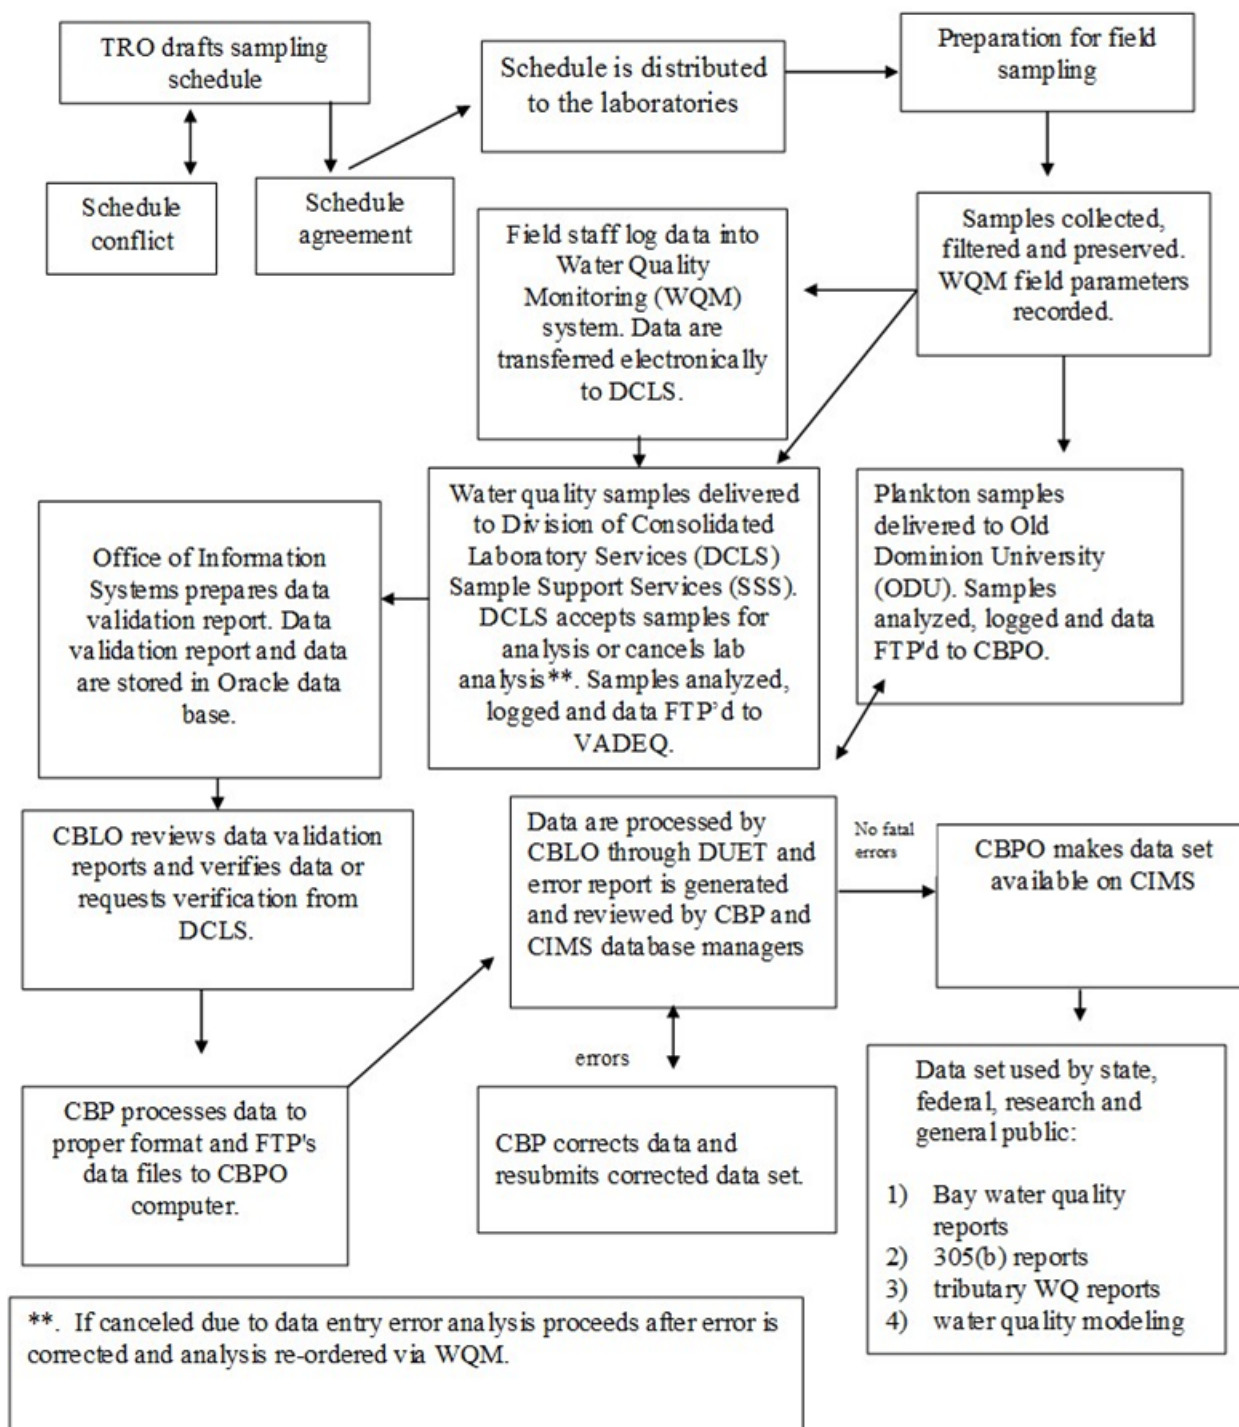 TRO drafts sampling
schedule
Schedule is distributed
to the laboratories
Preparation for field
sampling
Schedule
conflict
Schedule
agreement
Field staff log data into
Water Quality
Monitoring (WQM)
system. Data are
transferred electronically
to DCLS.
Samples collected,
filtered and preserved.
WQM field parameters
recorded.
Office of Information
Systems prepares data
validation report. Data
validation report and data
are stored in Oracle data
base.
Water quality samples delivered
to Division of Consolidated
Laboratory Services (DCLS)
Sample Support Services (SSS).
DCLS accepts samples for
analysis or cancels lab
analysis**. Samples analyzed,
logged and data FTP’d to
VADEQ.
Plankton samples
delivered to Old
Dominion University
(ODU). Samples
analyzed, logged and data
FTP'd to CBPO.
CBLO reviews data validation
reports and verifies data or
requests verification from
DCLS.
Data are processed by
CBLO through DUET and
error report is generated
and reviewed by CBP and
CIMS database managers
No fatal
errors
CBPO makes data set
available on CIMS
errors
CBP processes data to
proper format and FTP's
data files to CBPO
computer.
CBP corrects data and
resubmits corrected data set.
Data set used by state,
federal, research and
general public:
1) Bay water quality
reports
2) 305(b) reports
3) tributary WQ reports
4) water quality modeling
**. If canceled due to data entry error analysis proceeds after error is
corrected and analysis re-ordered via WQM.